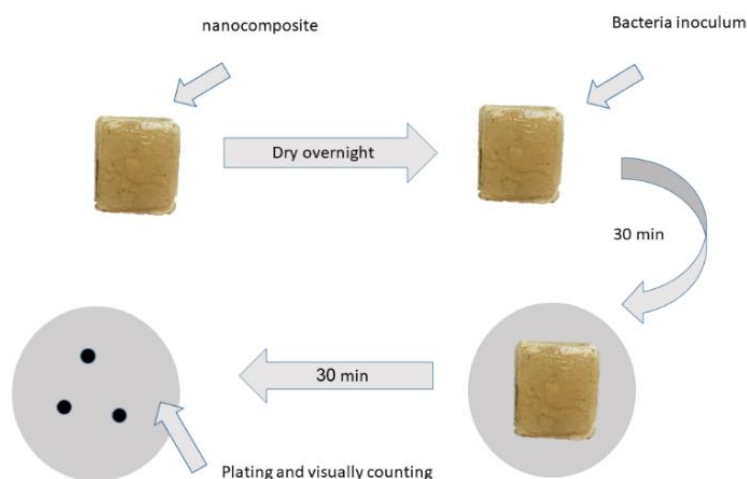 nanocomposite
Bacteria inoculum
Dry overnight
30 min
30 min
Plating and visually counting